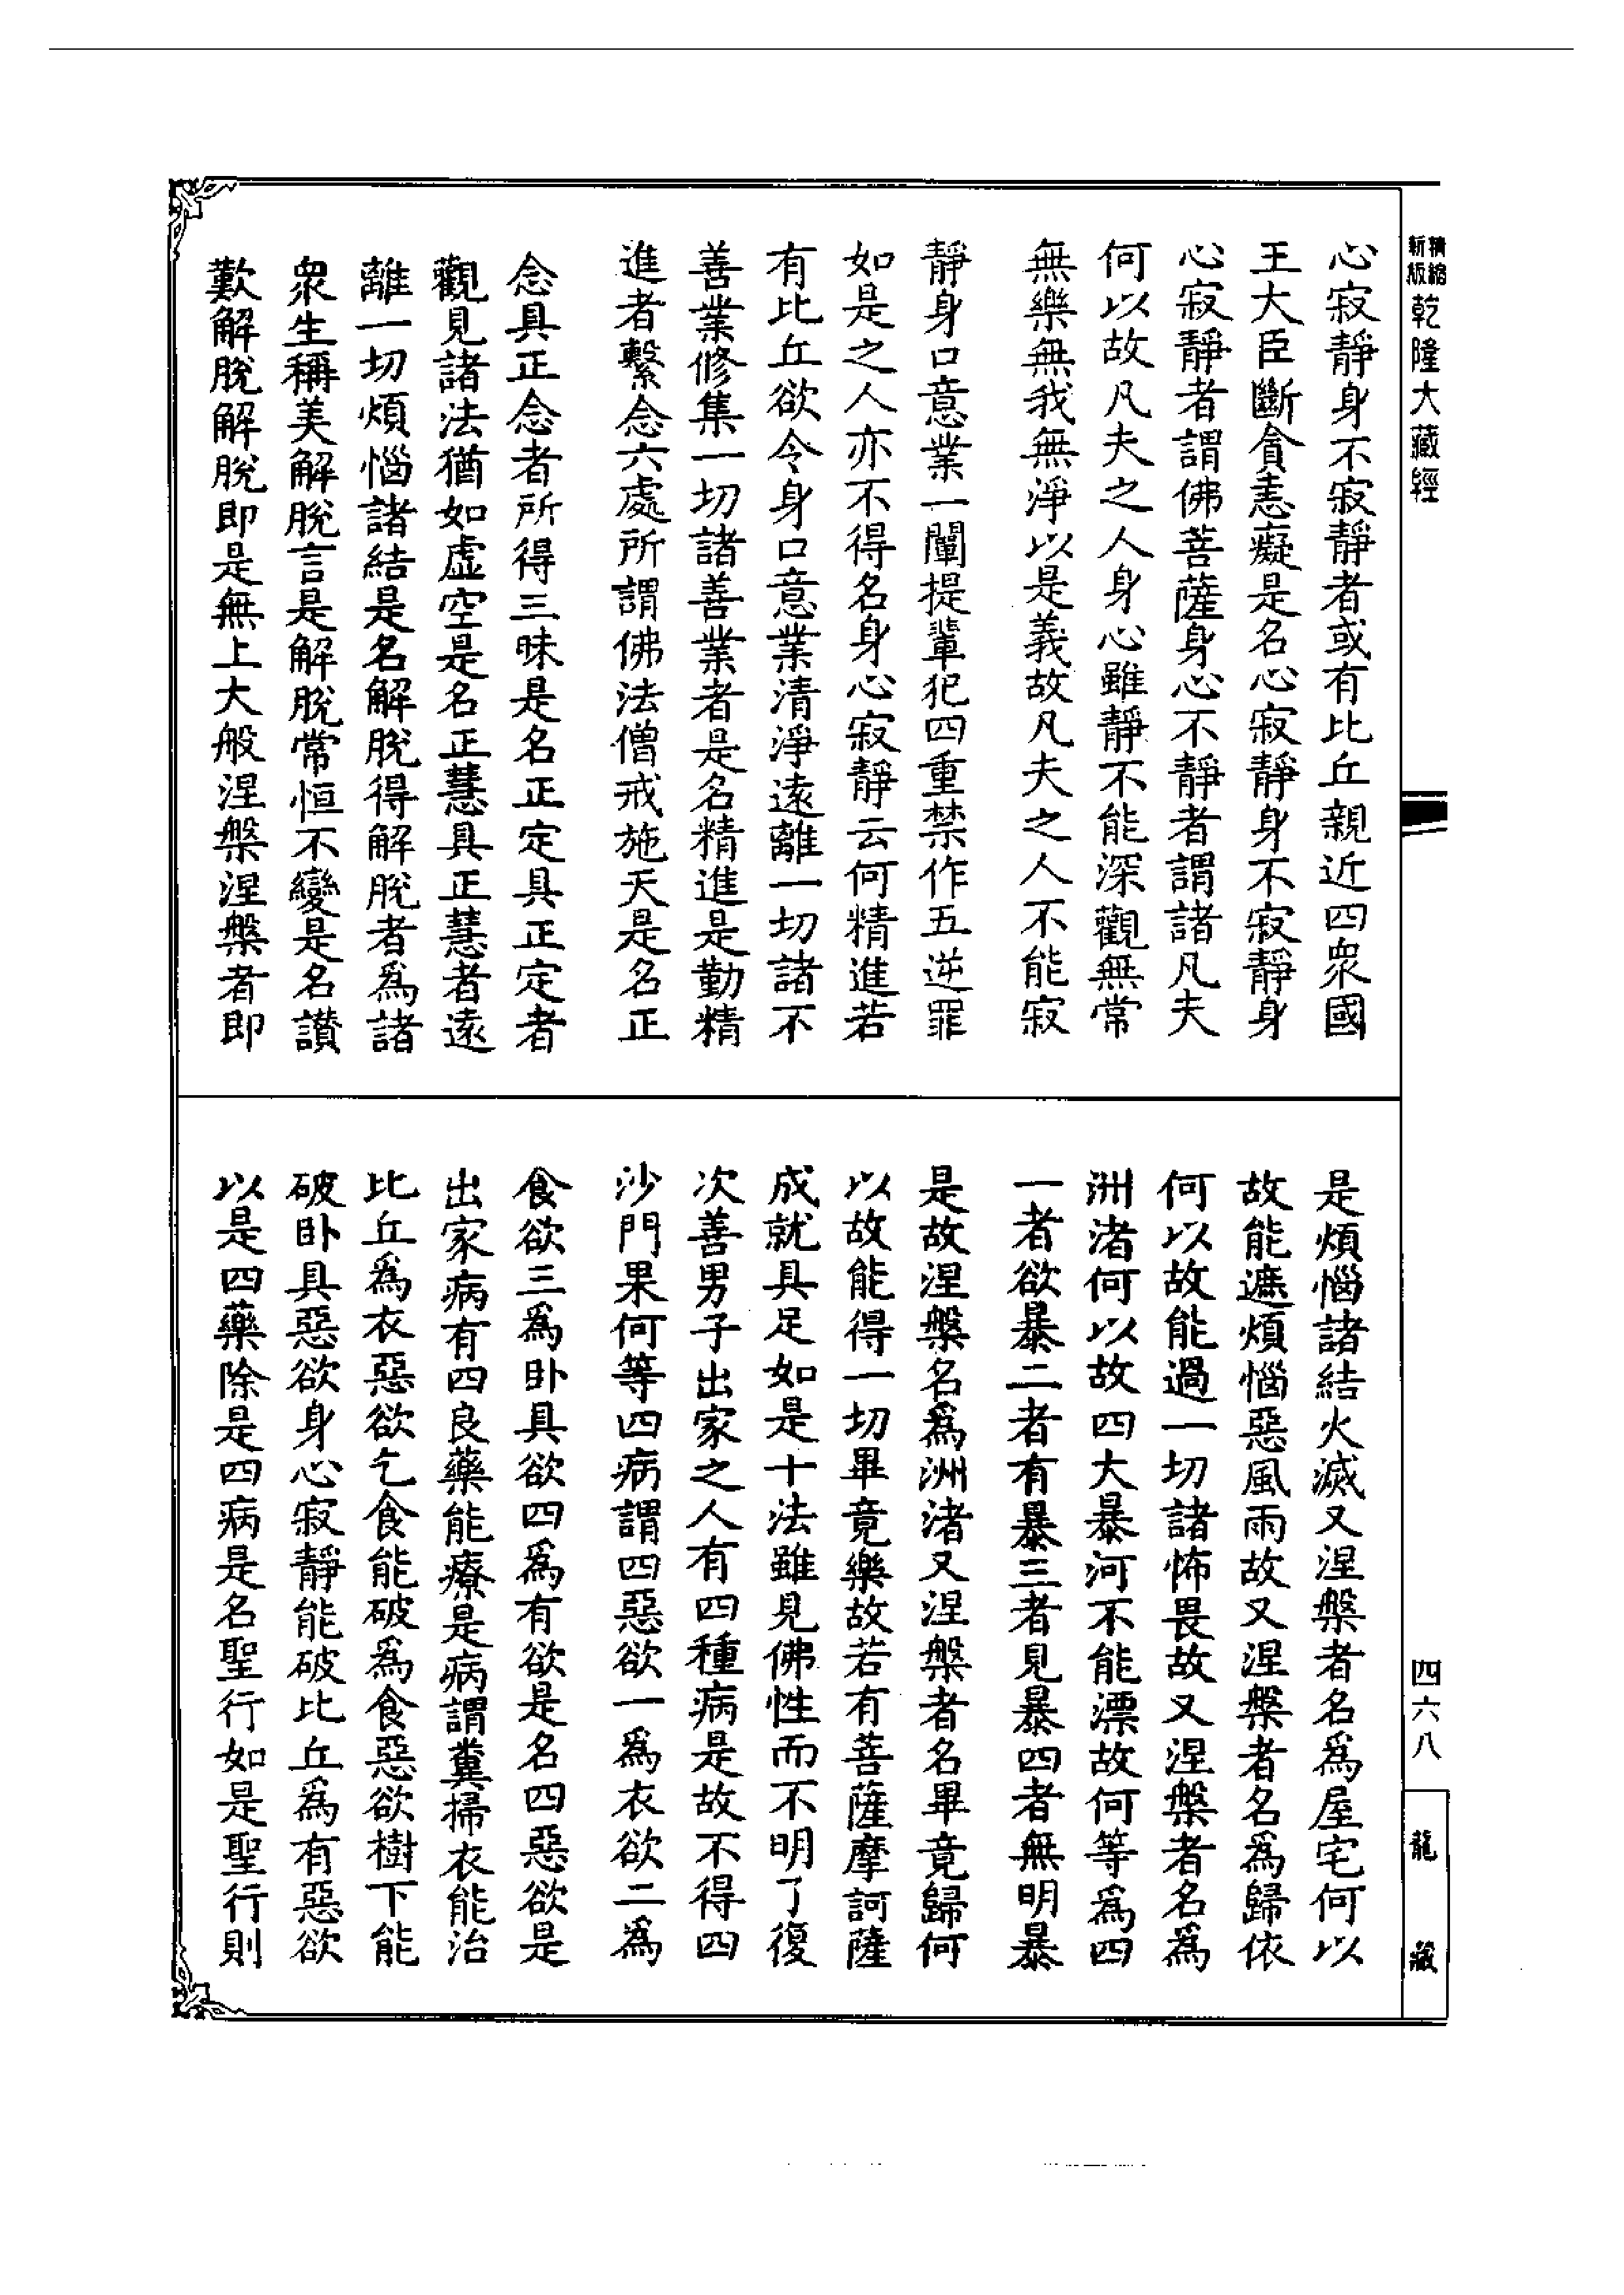 精縮
新版
乾隆大藏經
心寂靜身不寂靜者或有比丘親近四衆國
王大臣斷貪恚癡是名心寂靜身不寂靜身
心寂靜者謂佛菩薩身心不靜者謂諸凡夫
何以故凡夫之人身心雖靜不能深觀無常
無樂無我無淨以是義故凡夫之人不能寂
靜身口意業一闡提輩犯四重禁作五逆罪
如是之人亦不得名身心寂靜云何精進若
有比丘欲令身口意業清淨遠離一切諸不
善業修集一切諸善業者是名精進是勤精
進者繫念六處所謂佛法僧戒施天是名正
念具正念者所得三昧是名正定具正定者
觀見諸法猶如虛空是名正慧具正慧者遠
離一切煩惱諸結是名解脫得解脫者爲諸
衆生稱美解脫言是解脫常恒不變是名讚
歎解脫解脫即是無上大般涅槃涅槃者即
是煩惱諸結火滅又涅槃者名爲屋宅何以
故能遮煩惱惡風雨故又涅槃者名爲歸依
何以故能過一切諸怖畏故又涅槃者名爲
洲渚何以故四大暴河不能漂故何等爲四
一者欲暴二者有暴三者見暴四者無明暴
是故涅槃名爲洲渚又涅槃者名畢竟歸何
以故能得一切畢竟樂故若有菩薩摩訶薩
成就具足如是十法雖見佛性而不明了復
次善男子出家之人有四種病是故不得四
沙門果何等四病謂四惡欲一爲衣欲二爲
食欲三爲卧具欲四爲有欲是名四惡欲是
出家病有四良藥能療是病謂糞掃衣能治
比丘爲衣惡欲乞食能破爲食惡欲樹下能
破卧具惡欲身心寂靜能破比丘爲有惡欲
以是四藥除是四病是名聖行如是聖行則
四六八
龍藏